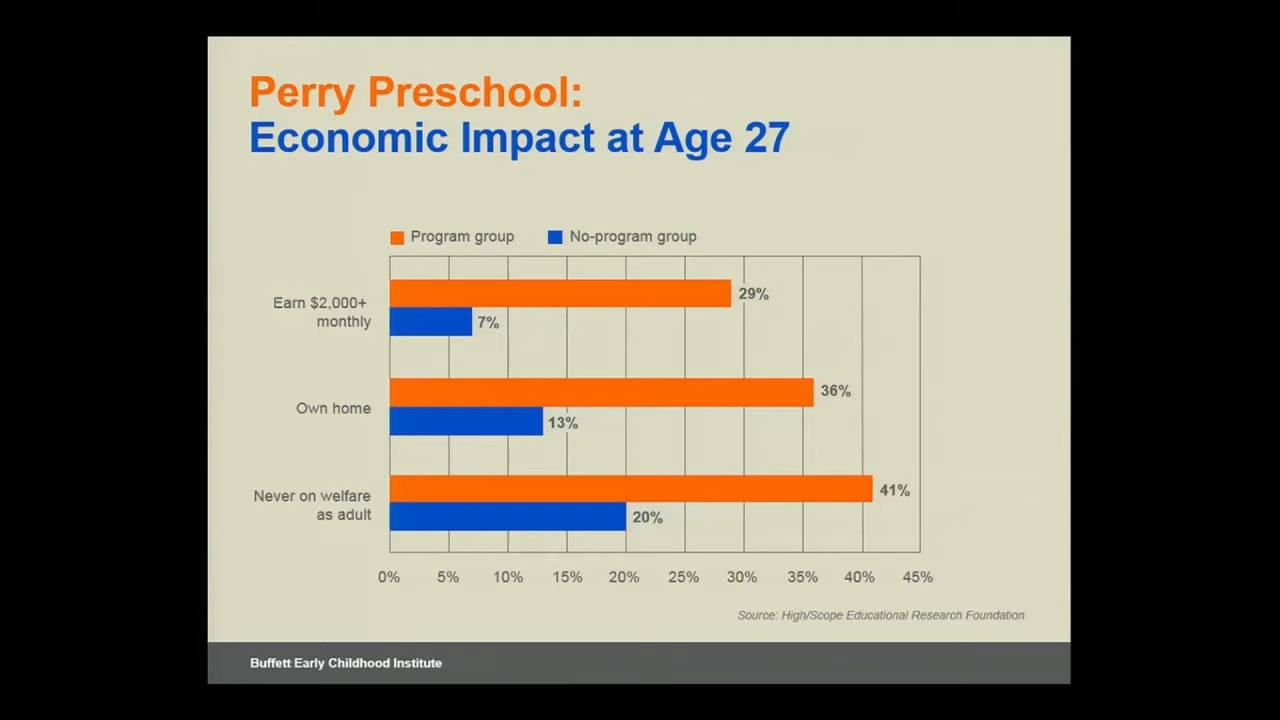 Perry Preschool:
Economic Impact at Age 27
Program group
No-program group
Earn $2,000+
monthly
29%
7%
Own home
36%
13%
Never on welfare
as adult
41%
20%
0% 5% 10% 15% 20% 25% 30% 35% 40% 45%
Source: High/Scope Educational Research Foundation
Buffett Early Childhood Institute